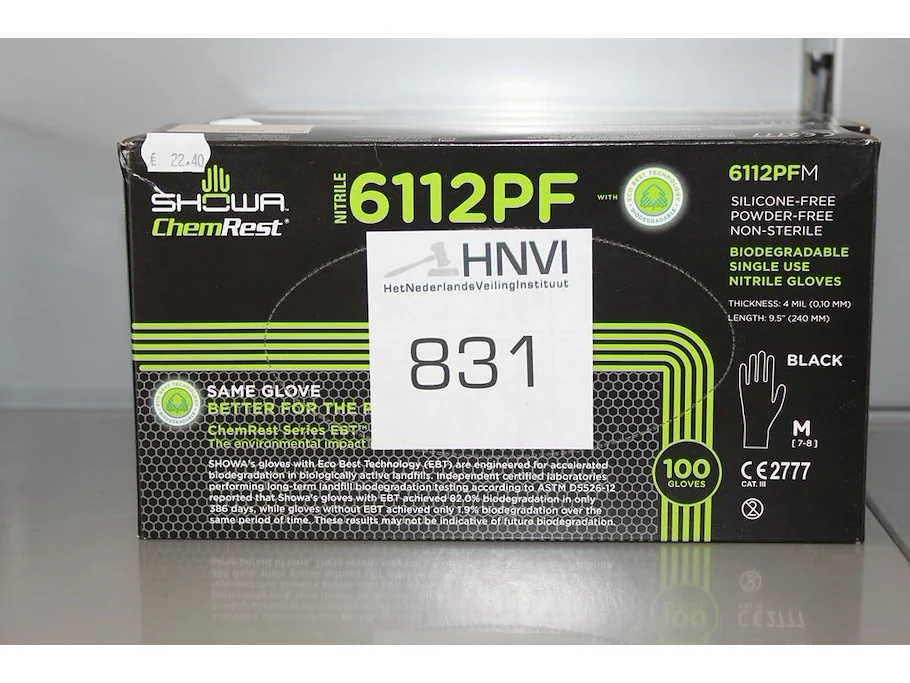 € 22.40
SHOWA
ChemRest®
NITRILE
6112PF
WITH
ECO BEST TECHNOLOGY
BIODEGRADABLE
6112PFM
SILICONE-FREE
POWDER-FREE
NON-STERILE
BIODEGRADABLE
SINGLE USE
NITRILE GLOVES
THICKNESS: 4 MIL (0,10 MM)
LENGTH: 9.5" (240 MM)
HNVI
HetNederlandsVeilingInstituut
831
BLACK
M
[7-8]
CE 2777
CAT. III
100
GLOVES
SAME GLOVE
BETTER FOR THE
ChemRest Series EBT™
The environmental impact
SHOWA's gloves with Eco Best Technology (EBT) are engineered for accelerated
biodegradation in biologically active landfills. Independent certified laboratories
performing long-term landfill biodegradation testing according to ASTM D5526-12
reported that Showa's gloves with EBT achieved 82.0% biodegradation in only
386 days, while gloves without EBT achieved only 1.9% biodegradation over the
same period of time. These results may not be indicative of future biodegradation.